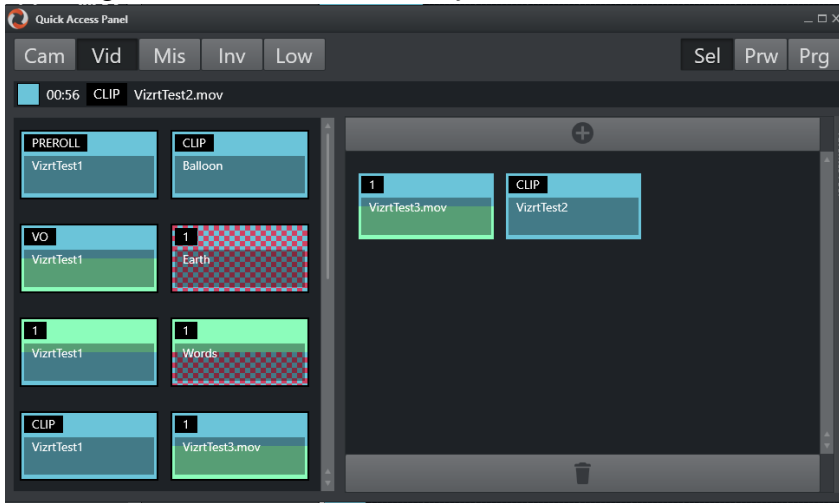 Quick Access Panel
Cam Vid Mis Inv Low Sel Prw Prg
00:56 CLIP VizrtTest2.mov
PREROLL
VizrtTest1
CLIP
Balloon
VO
VizrtTest1
1
Earth
1
VizrtTest1
1
Words
CLIP
VizrtTest1
1
VizrtTest3.mov
1
VizrtTest3.mov
CLIP
VizrtTest2